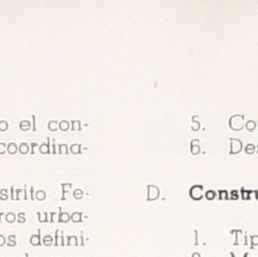 o el con-
coordina-
strito Fe-
ros urba-
os defini-
5. Co
6. Des
D. Constru
1. Tip